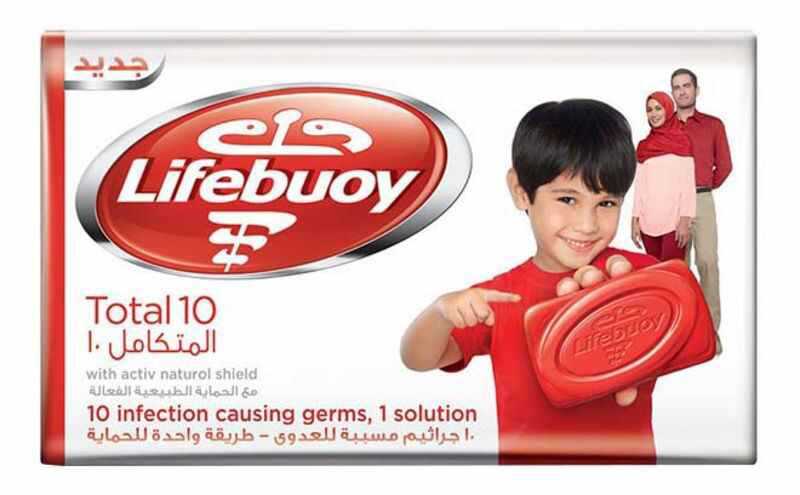 جديد
Lifebuoy
Total 10
المتكامل ١٠
with activ naturol shield
مع الحماية الطبيعية الفعالة
10 infection causing germs, 1 solution
١٠ جراثيم مسببة للعدوى – طريقة واحدة للحماية
Lifebuoy